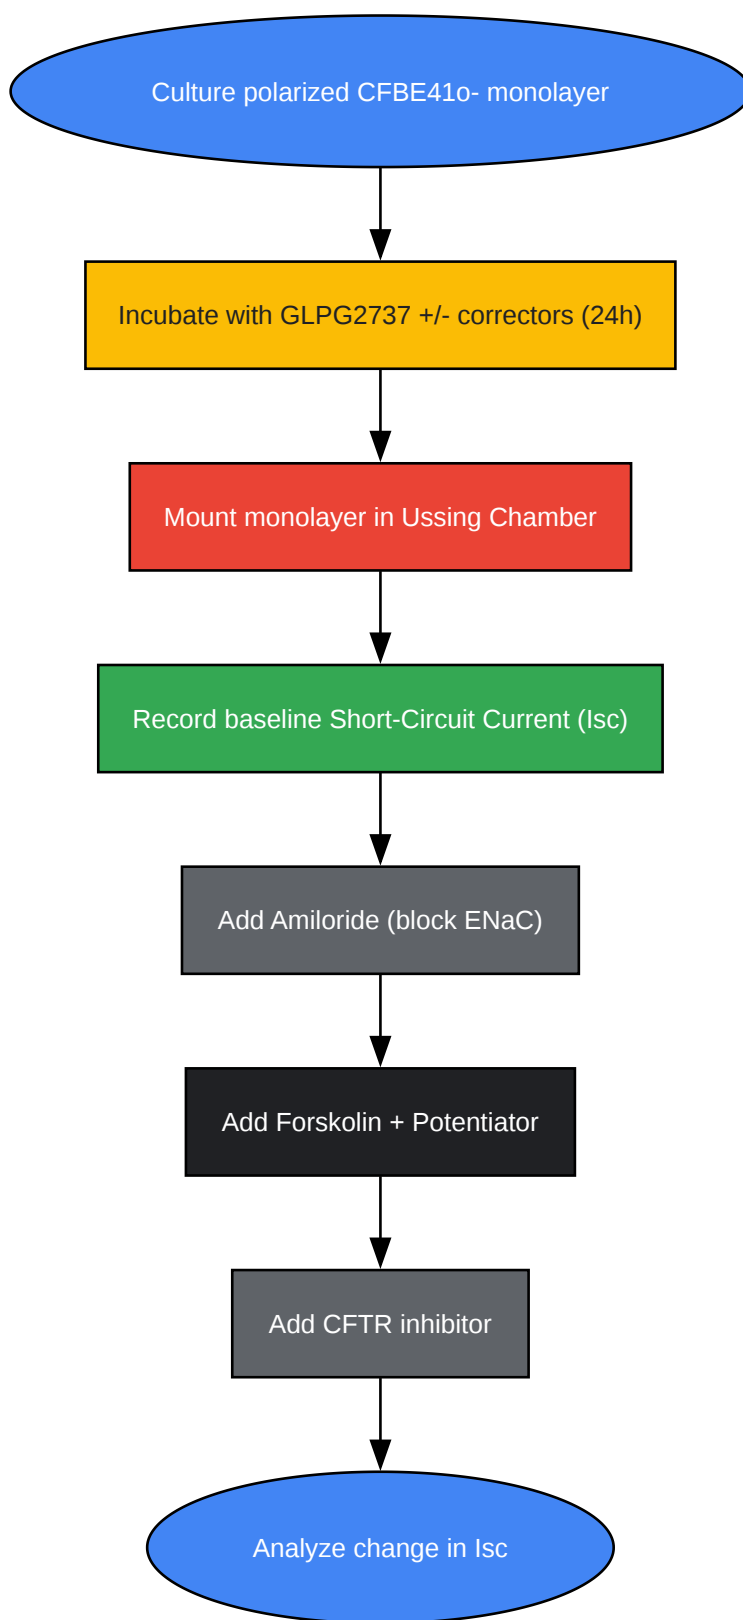 Culture polarized CFBE41o- monolayer
Incubate with GLPG2737 +/- correctors (24h)
Mount monolayer in Ussing Chamber
Record baseline Short-Circuit Current (Isc)
Add Amiloride (block ENaC)
Add Forskolin + Potentiator
Add CFTR inhibitor
Analyze change in Isc